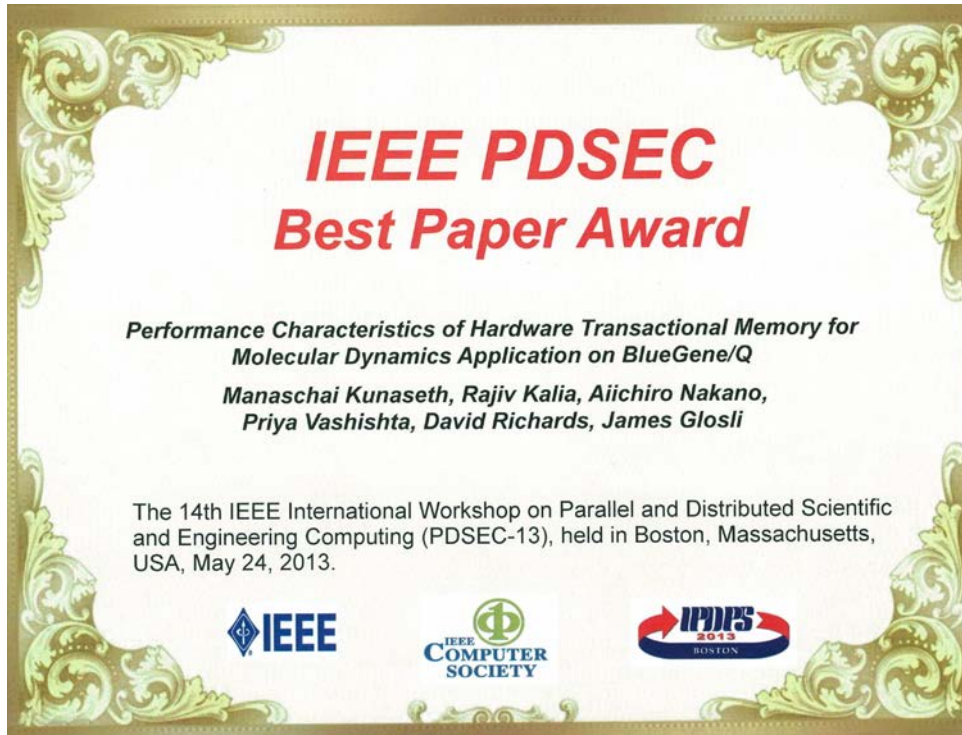 IEEE PDSEC
Best Paper Award
Performance Characteristics of Hardware Transactional Memory for
Molecular Dynamics Application on BlueGene/Q
Manaschai Kunaseth, Rajiv Kalia, Aiichiro Nakano,
Priya Vashishta, David Richards, James Glosli
The 14th IEEE International Workshop on Parallel and Distributed Scientific
and Engineering Computing (PDSEC-13), held in Boston, Massachusetts,
USA, May 24, 2013.
IEEE
IEEE
COMPUTER
SOCIETY
IPDPS
2013
BOSTON